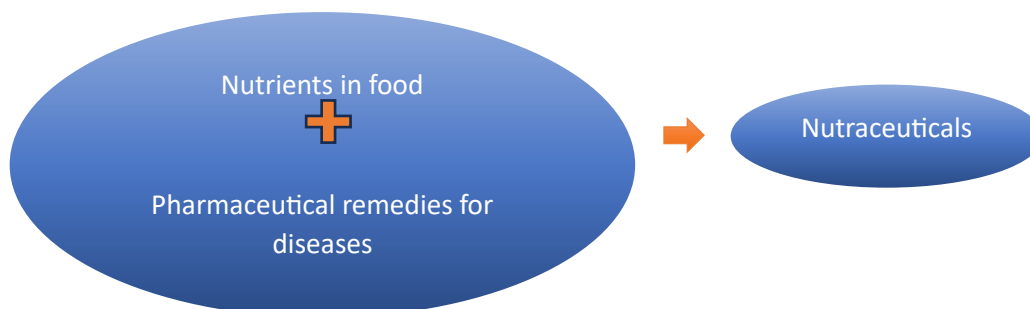 Nutrients in food
Pharmaceutical remedies for
diseases
Nutraceuticals